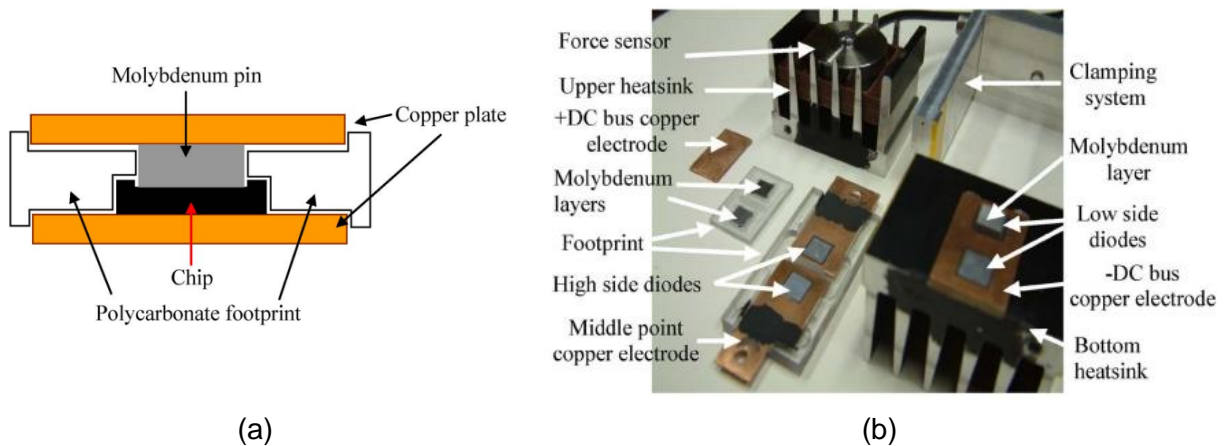 Molybdenum pin
Copper plate
Chip
Polycarbonate footprint
(a)
Force sensor
Upper heatsink
+DC bus copper
electrode
Molybdenum
layers
Footprint
High side diodes
Middle point
copper electrode
Clamping
system
Molybdenum
layer
Low side
diodes
-DC bus
copper electrode
Bottom
heatsink
(b)